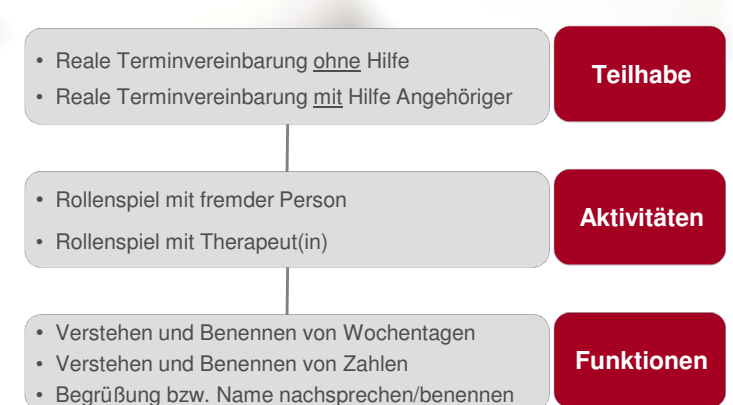 • Reale Terminvereinbarung ohne Hilfe
• Reale Terminvereinbarung mit Hilfe Angehöriger
Teilhabe
• Rollenspiel mit fremder Person
• Rollenspiel mit Therapeut(in)
Aktivitäten
• Verstehen und Benennen von Wochentagen
• Verstehen und Benennen von Zahlen
• Begrüßung bzw. Name nachsprechen/benennen
Funktionen